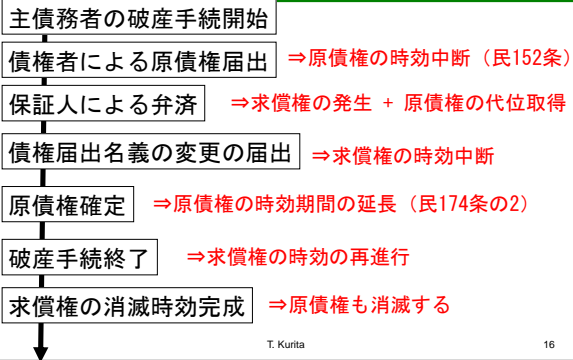 主債務者の破産手続開始
債権者による原債権届出 ⇒原債権の時効中断（民152条）
保証人による弁済 ⇒求償権の発生 + 原債権の代位取得
債権届出名義の変更の届出 ⇒求償権の時効中断
原債権確定 ⇒原債権の時効期間の延長（民174条の2）
破産手続終了 ⇒求償権の時効の再進行
求償権の消滅時効完成 ⇒原債権も消滅する
T. Kurita 16